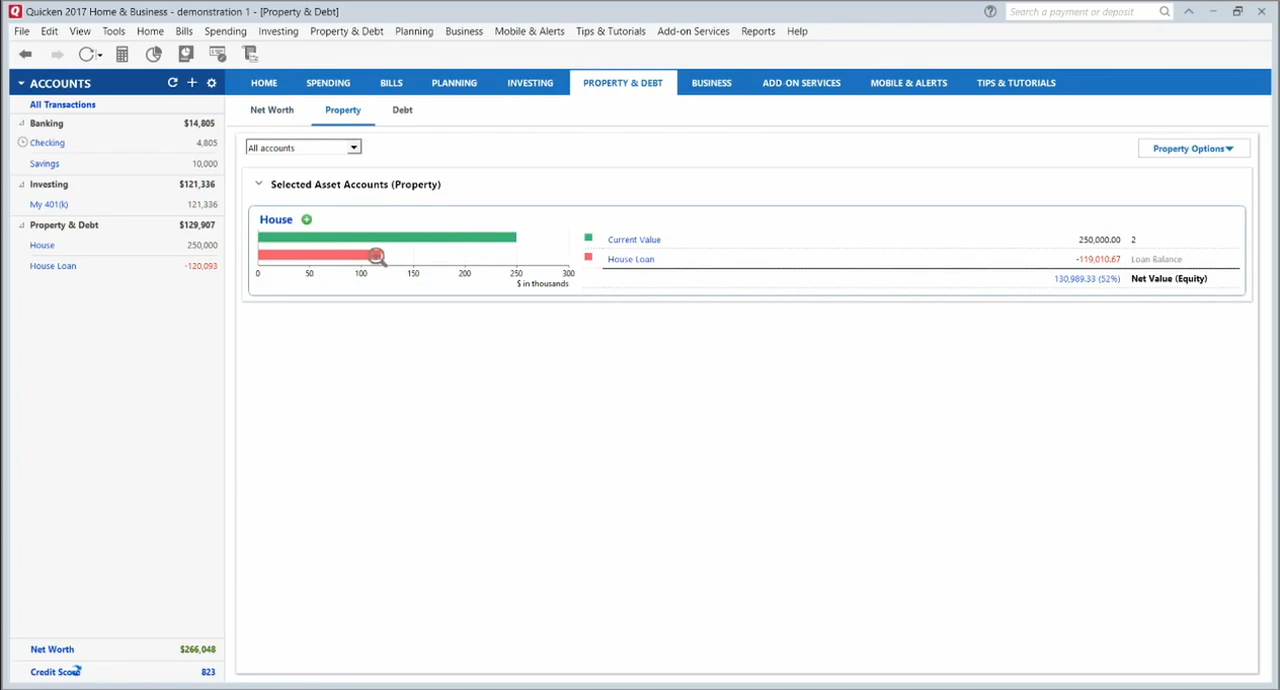 Quicken 2017 Home & Business - demonstration 1 - [Property & Debt]
Search a payment or deposit
File Edit View Tools Home Bills Spending Investing Property & Debt Planning Business Mobile & Alerts Tips & Tutorials Add-on Services Reports Help
ACCOUNTS
HOME SPENDING BILLS PLANNING INVESTING PROPERTY & DEBT BUSINESS ADD-ON SERVICES MOBILE & ALERTS TIPS & TUTORIALS
All Transactions
Net Worth Property Debt
Banking $14,805
Checking 4,805
Savings 10,000
Investing $121,336
My 401(k) 121,336
Property & Debt $129,907
House 250,000
House Loan -120,093
Net Worth $266,048
Credit Score 823
All accounts
Property Options
Selected Asset Accounts (Property)
House
0 50 100 150 200 250 300
$ in thousands
Current Value 250,000.00 2
House Loan -119,010.67 Loan Balance
130,989.33 (52%) Net Value (Equity)